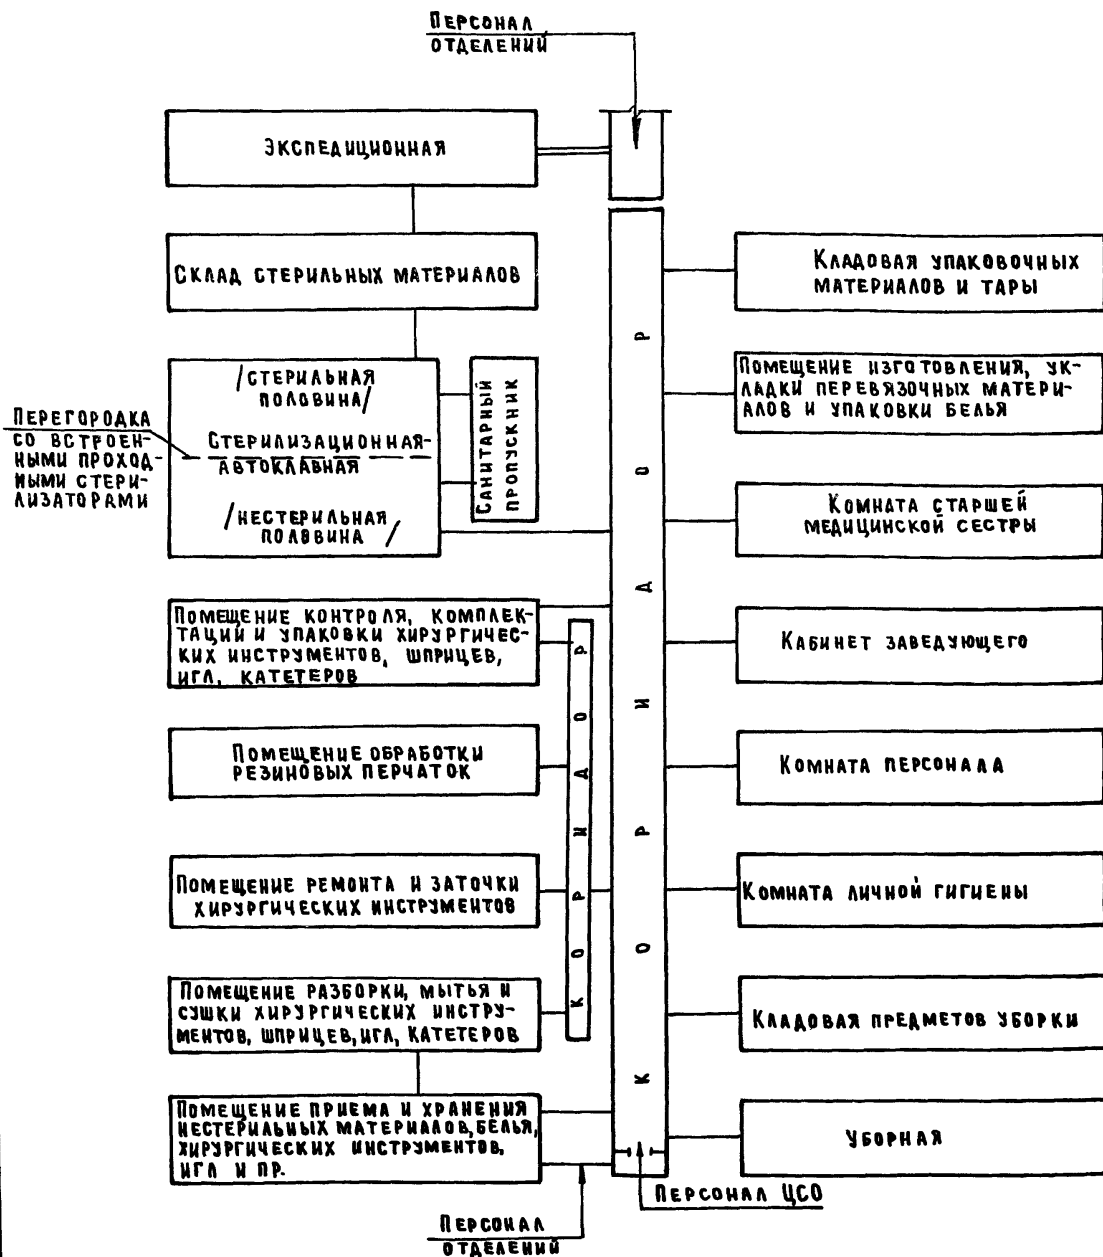 Персонал
отделений
Экспедиционная
Склад стерильных материалов
/стерильная
половина/
Перегородка
со встроен-
ными проход-
ными стери-
лизаторами
Стерилизационная-
автоклавная
/нестерильная
половина/
Санитарный
пропускник
Помещение контроля, комплек-
тации и упаковки хирургичес-
ких инструментов, шприцев,
игл, катетеров
Помещение обработки
резиновых перчаток
Помещение ремонта и заточки
хирургических инструментов
Помещение разборки, мытья и
сушки хирургических инстру-
ментов, шприцев, игл, катетеров
Помещение приема и хранения
нестерильных материалов, белья,
хирургических инструментов,
игл и пр.
Коридор
Коридор
Кладовая упаковочных
материалов и тары
Помещение изготовления, ук-
ладки перевязочных матери-
алов и упаковки белья
Комната старшей
медицинской сестры
Кабинет заведующего
Комната персонала
Комната личной гигиены
Кладовая предметов уборки
Уборная
Персонал ЦСО
Персонал
отделений